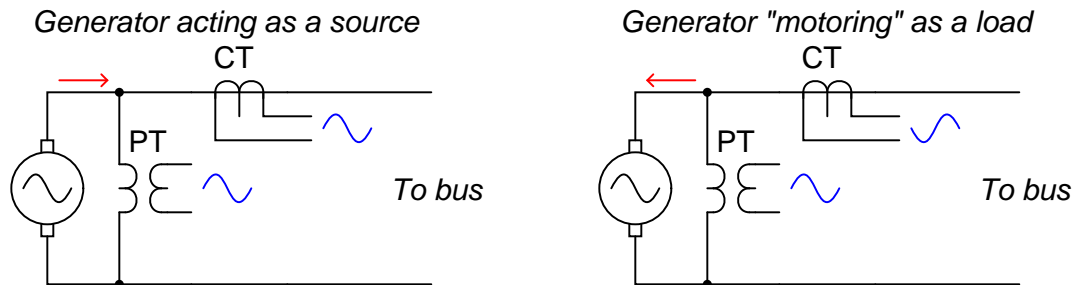 Generator acting as a source
CT
PT
To bus
Generator "motoring" as a load
CT
PT
To bus